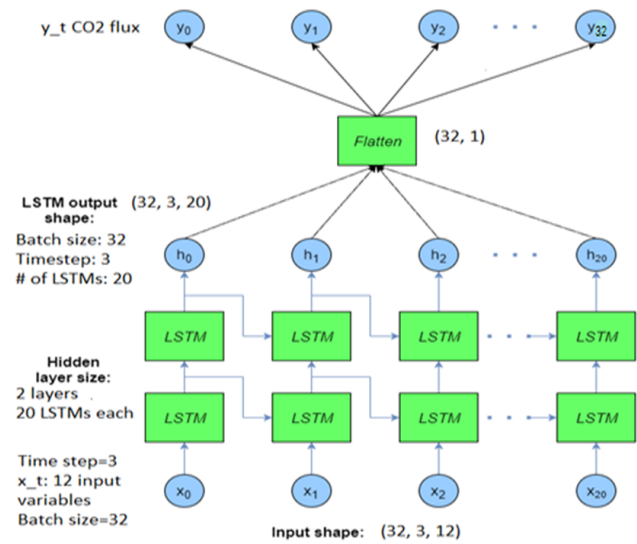 y_t CO2 flux
y0 y1 y2 y32
Flatten (32, 1)
LSTM output (32, 3, 20)
shape:
Batch size: 32
Timestep: 3
# of LSTMs: 20
h0 h1 h2 h20
LSTM LSTM LSTM LSTM
Hidden
layer size:
2 layers
20 LSTMs each
LSTM LSTM LSTM LSTM
Time step=3
x_t: 12 input
variables
Batch size=32
x0 x1 x2 x20
Input shape: (32, 3, 12)